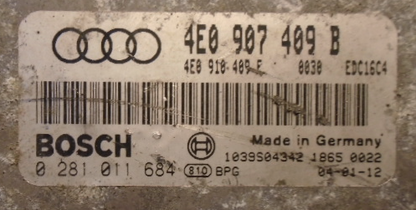 4E0 907 409 B
4E0 910 409 F 0030 EDC16C4
BOSCH
Made in Germany
1039S04342 1865 0022
0 281 011 684 810 BPG 04-01-12